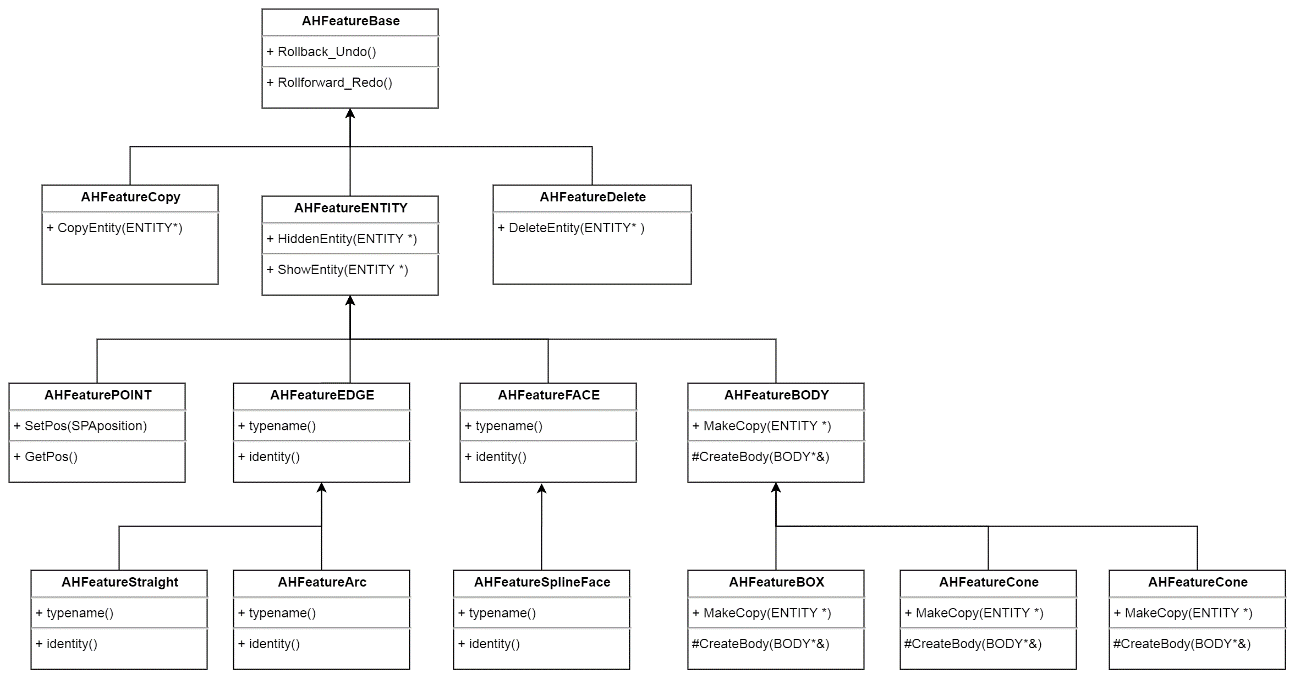 AHFeatureBase
+ Rollback_Undo()
+ Rollforward_Redo()
AHFeatureCopy
+ CopyEntity(ENTITY*)
AHFeatureENTITY
+ HiddenEntity(ENTITY *)
+ ShowEntity(ENTITY *)
AHFeatureDelete
+ DeleteEntity(ENTITY* )
AHFeaturePOINT
+ SetPos(SPAposition)
+ GetPos()
AHFeatureEDGE
+ typename()
+ identity()
AHFeatureFACE
+ typename()
+ identity()
AHFeatureBODY
+ MakeCopy(ENTITY *)
#CreateBody(BODY*&)
AHFeatureStraight
+ typename()
+ identity()
AHFeatureArc
+ typename()
+ identity()
AHFeatureSplineFace
+ typename()
+ identity()
AHFeatureBOX
+ MakeCopy(ENTITY *)
#CreateBody(BODY*&)
AHFeatureCone
+ MakeCopy(ENTITY *)
#CreateBody(BODY*&)
AHFeatureCone
+ MakeCopy(ENTITY *)
#CreateBody(BODY*&)